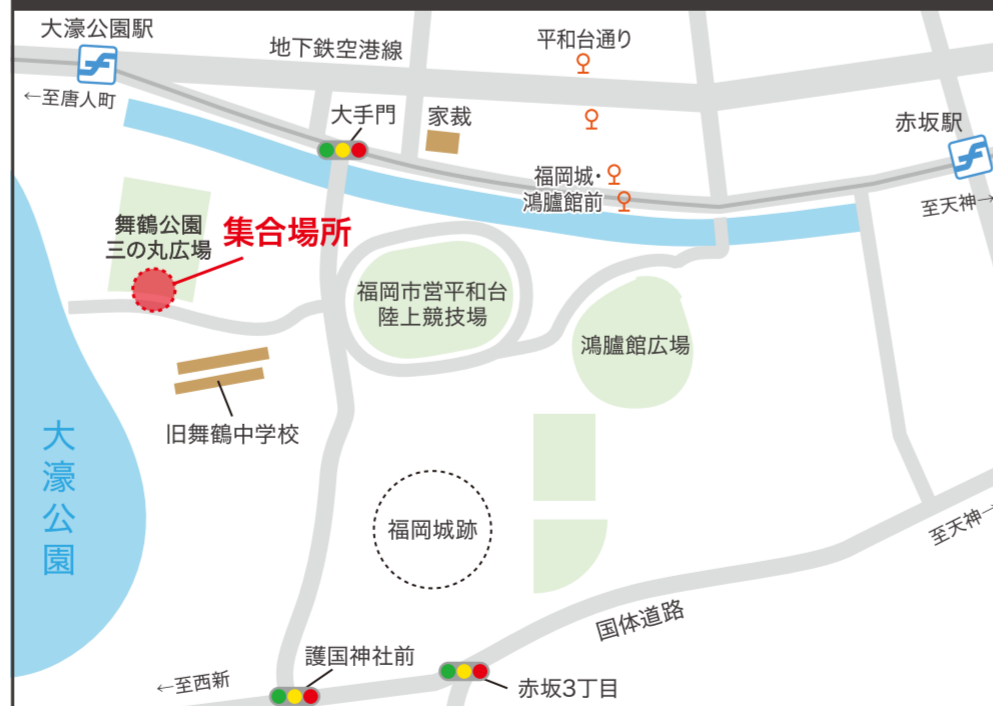 大濠公園駅
地下鉄空港線
平和台通り
←至唐人町
大手門
家裁
赤坂駅
福岡城・
鴻臚館前
至天神→
舞鶴公園
三の丸広場
集合場所
福岡市営平和台
陸上競技場
鴻臚館広場
旧舞鶴中学校
大濠公園
福岡城跡
至天神→
国体道路
護国神社前
←至西新
赤坂3丁目